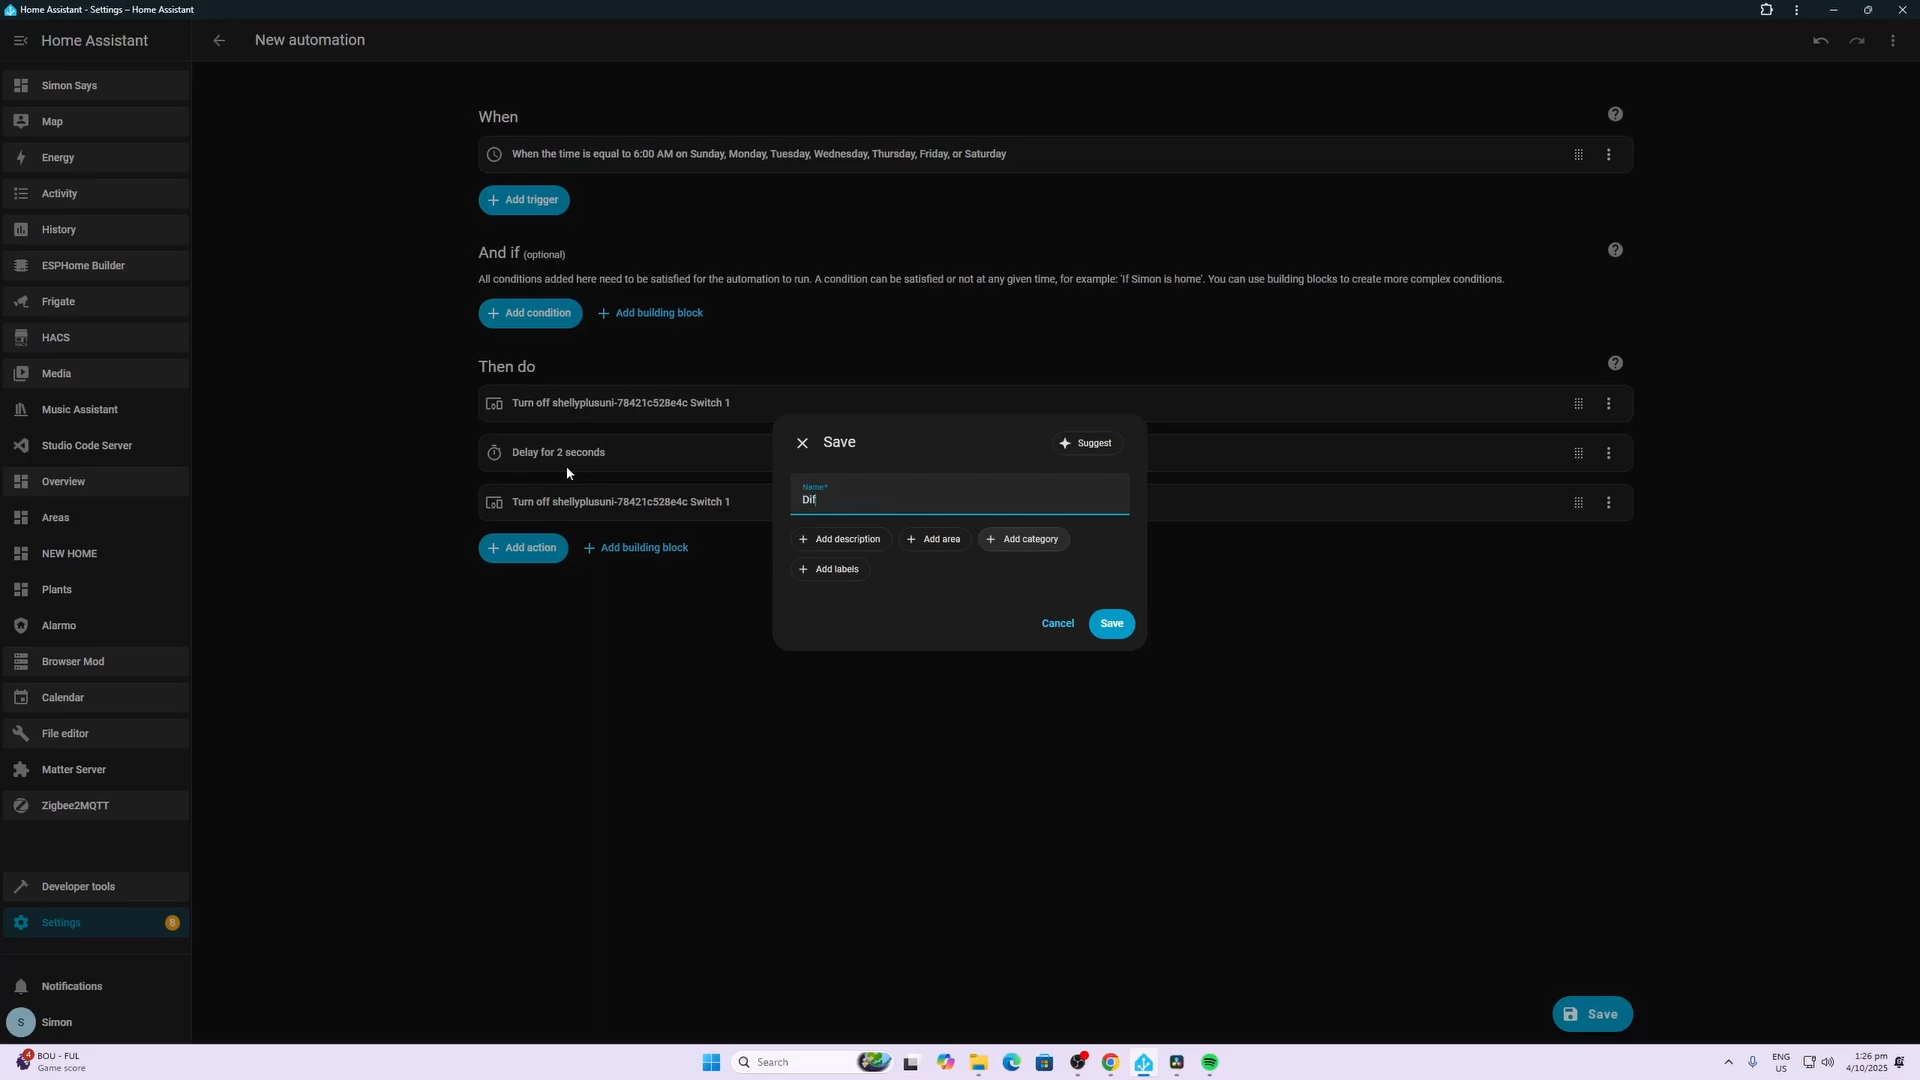 Home Assistant - Settings – Home Assistant
Home Assistant
New automation
Simon Says
Map
Energy
Activity
History
ESPHome Builder
Frigate
HACS
Media
Music Assistant
Studio Code Server
Overview
Areas
NEW HOME
Plants
Alarmo
Browser Mod
Calendar
File editor
Matter Server
Zigbee2MQTT
Developer tools
Settings 8
Notifications
S Simon
When
When the time is equal to 6:00 AM on Sunday, Monday, Tuesday, Wednesday, Thursday, Friday, or Saturday
Add trigger
And if (optional)
All conditions added here need to be satisfied for the automation to run. A condition can be satisfied or not at any given time, for example: 'If Simon is home'. You can use building blocks to create more complex conditions.
Add condition
Add building block
Then do
Turn off shellyplusuni-78421c528e4c Switch 1
Delay for 2 seconds
Turn off shellyplusuni-78421c528e4c Switch 1
Add action
Add building block
Save
Suggest
Name*
Dif
Add description
Add area
Add category
Add labels
Cancel
Save
Save
4
BOU - FUL
Game score
Search
ENG
US
1:26 pm
4/10/2025